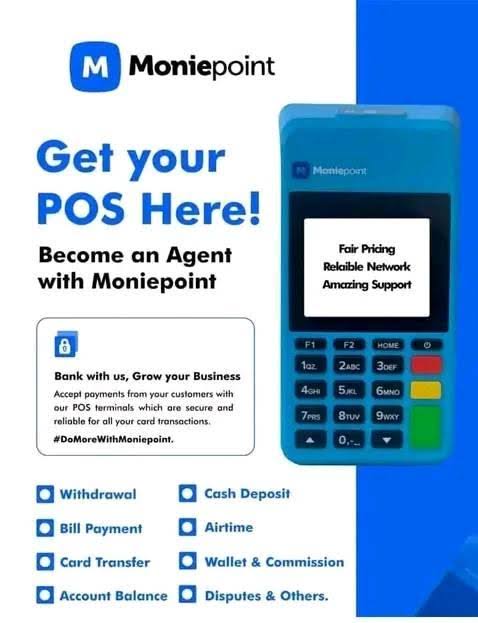 M Moniepoint
Get your
POS Here!
Become an Agent
with Moniepoint
Bank with us, Grow your Business
Accept payments from your customers with
our POS terminals which are secure and
reliable for all your card transactions.
#DoMoreWithMoniepoint.
M Moniepoint
Fair Pricing
Relaible Network
Amazing Support
F1 F2 HOME
1QZ. 2ABC 3DEF
4GHI 5JKL 6MNO
7PRS 8TUV 9WXY
0,-_
Withdrawal
Cash Deposit
Bill Payment
Airtime
Card Transfer
Wallet & Commission
Account Balance
Disputes & Others.